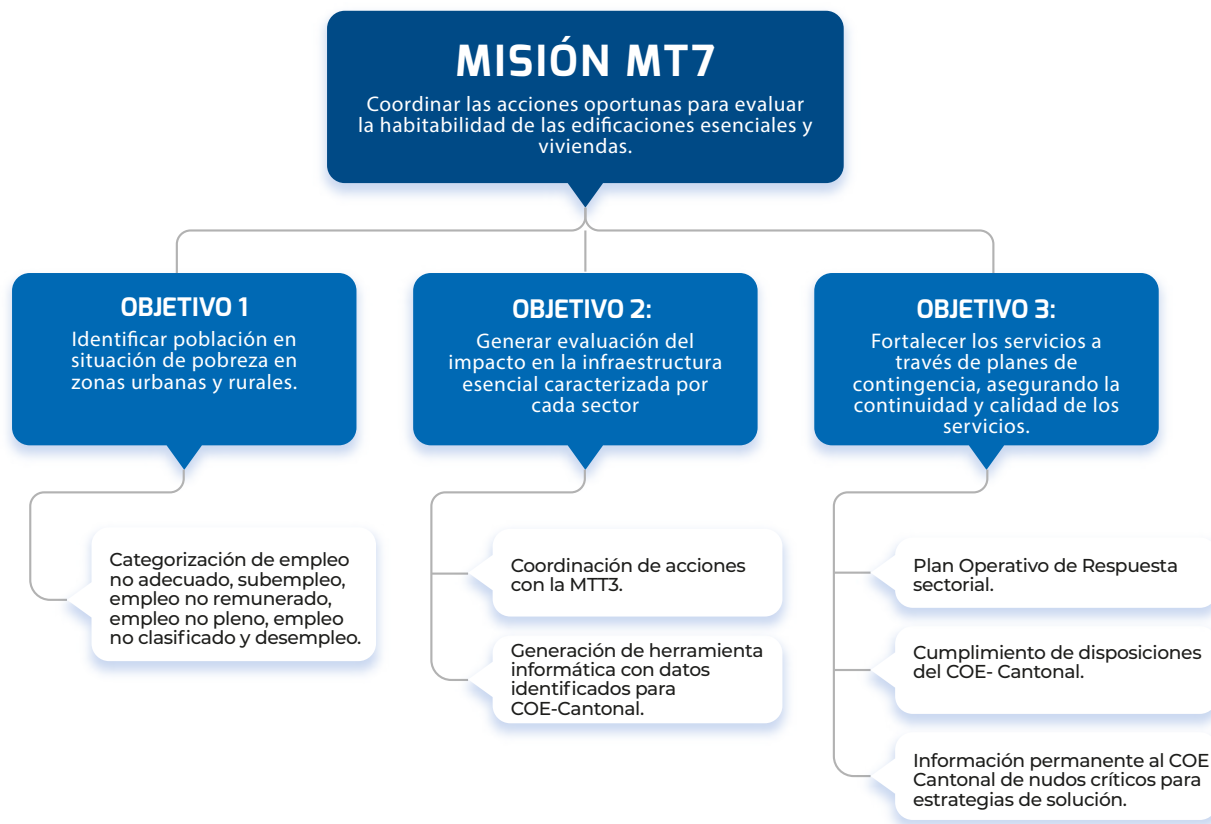 MISIÓN MT7
Coordinar las acciones oportunas para evaluar
la habitabilidad de las edificaciones esenciales y
viviendas.
OBJETIVO 1
Identificar población en
situación de pobreza en
zonas urbanas y rurales.
Categorización de empleo
no adecuado, subempleo,
empleo no remunerado,
empleo no pleno, empleo
no clasificado y desempleo.
OBJETIVO 2:
Generar evaluación del
impacto en la infraestructura
esencial caracterizada por
cada sector
Coordinación de acciones
con la MTT3.
Generación de herramienta
informática con datos
identificados para
COE-Cantonal.
OBJETIVO 3:
Fortalecer los servicios a
través de planes de
contingencia, asegurando la
continuidad y calidad de los
servicios.
Plan Operativo de Respuesta
sectorial.
Cumplimiento de disposiciones
del COE- Cantonal.
Información permanente al COE
Cantonal de nudos críticos para
estrategias de solución.